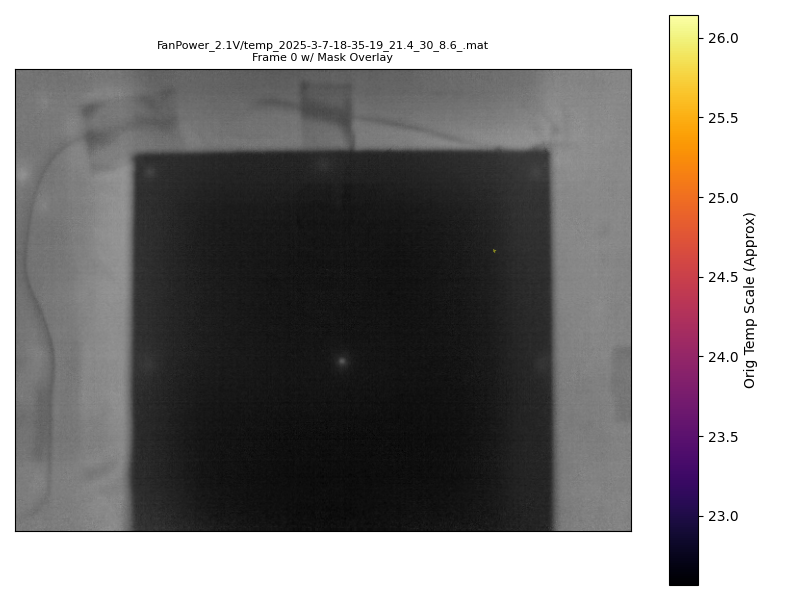 FanPower_2.1V/temp_2025-3-7-18-35-19_21.4_30_8.6_.mat
Frame 0 w/ Mask Overlay
26.0
25.5
25.0
24.5
24.0
23.5
23.0
Orig Temp Scale (Approx)